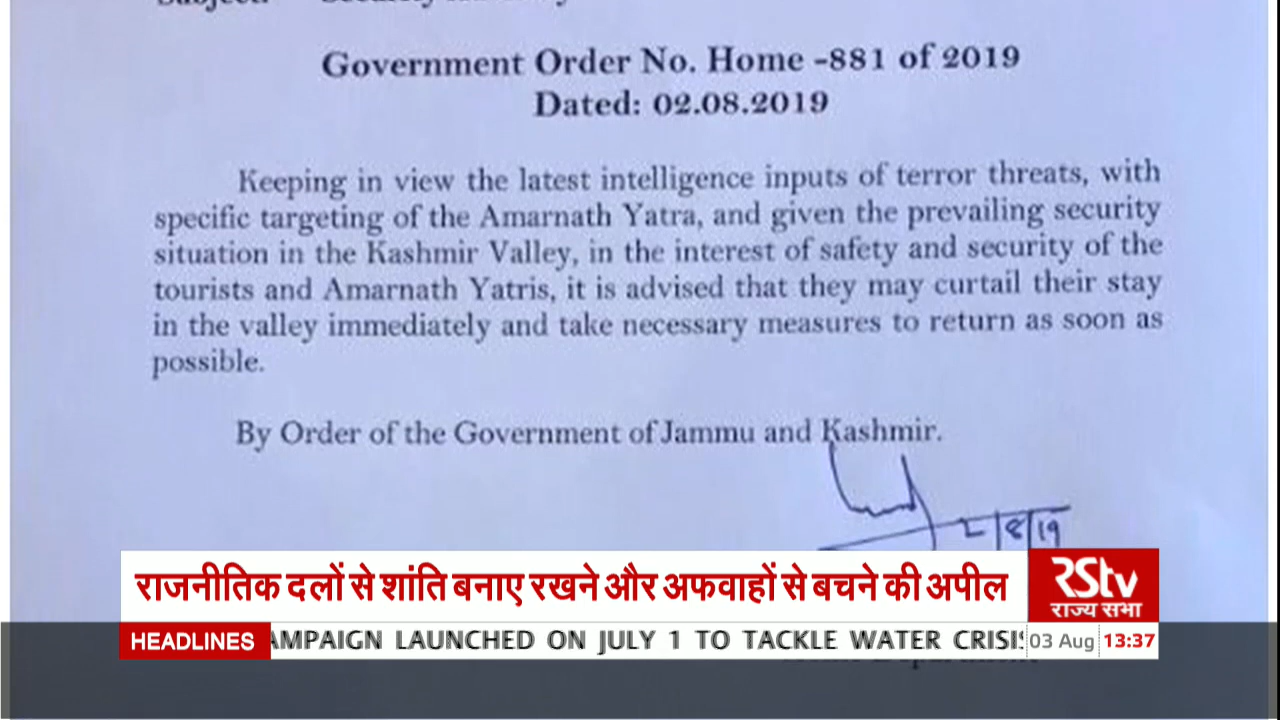 Government Order No. Home -881 of 2019
Dated: 02.08.2019
Keeping in view the latest intelligence inputs of terror threats, with
specific targeting of the Amarnath Yatra, and given the prevailing security
situation in the Kashmir Valley, in the interest of safety and security of the
tourists and Amarnath Yatris, it is advised that they may curtail their stay
in the valley immediately and take necessary measures to return as soon as
possible.
By Order of the Government of Jammu and Kashmir.
2/8/19
राजनीतिक दलों से शांति बनाए रखने और अफवाहों से बचने की अपील
RStv
राज्य सभा
HEADLINES AMPAIGN LAUNCHED ON JULY 1 TO TACKLE WATER CRISI 03 Aug 13:37